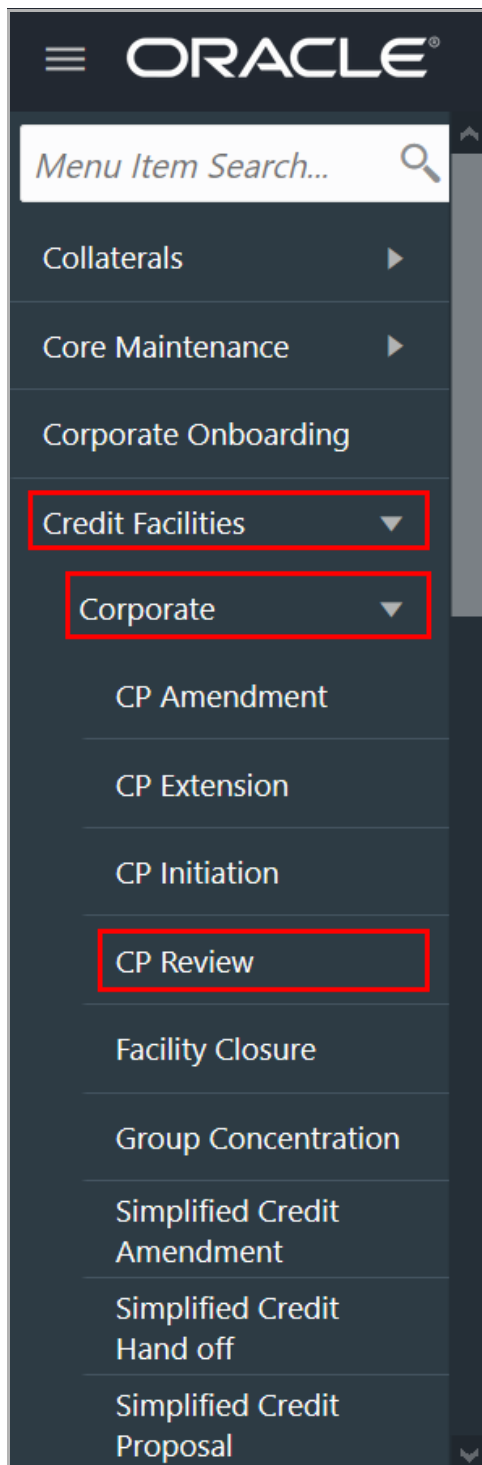 ORACLE®
Menu Item Search...
Collaterals
Core Maintenance
Corporate Onboarding
Credit Facilities
Corporate
CP Amendment
CP Extension
CP Initiation
CP Review
Facility Closure
Group Concentration
Simplified Credit
Amendment
Simplified Credit
Hand off
Simplified Credit
Proposal